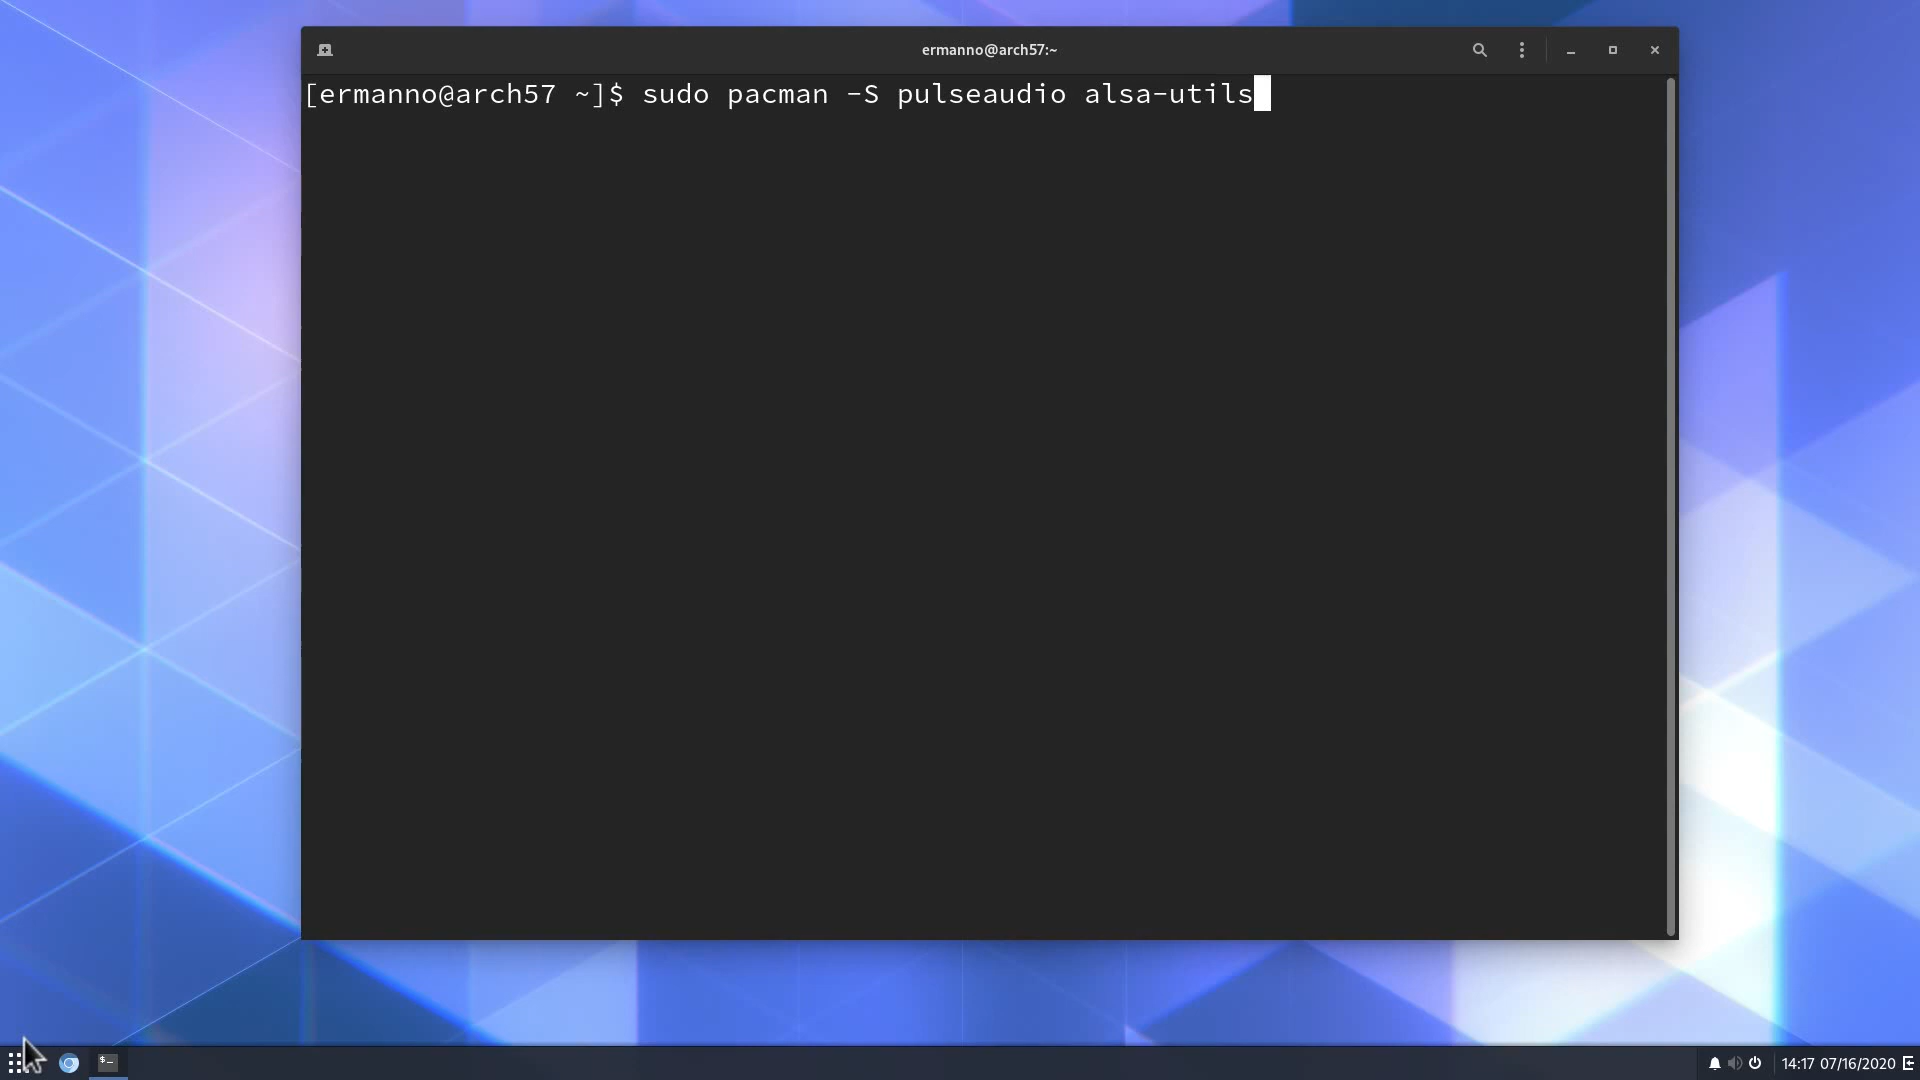 ermanno@arch57:~
[ermanno@arch57 ~]$ sudo pacman -S pulseaudio alsa-utils
$-
14:17 07/16/2020